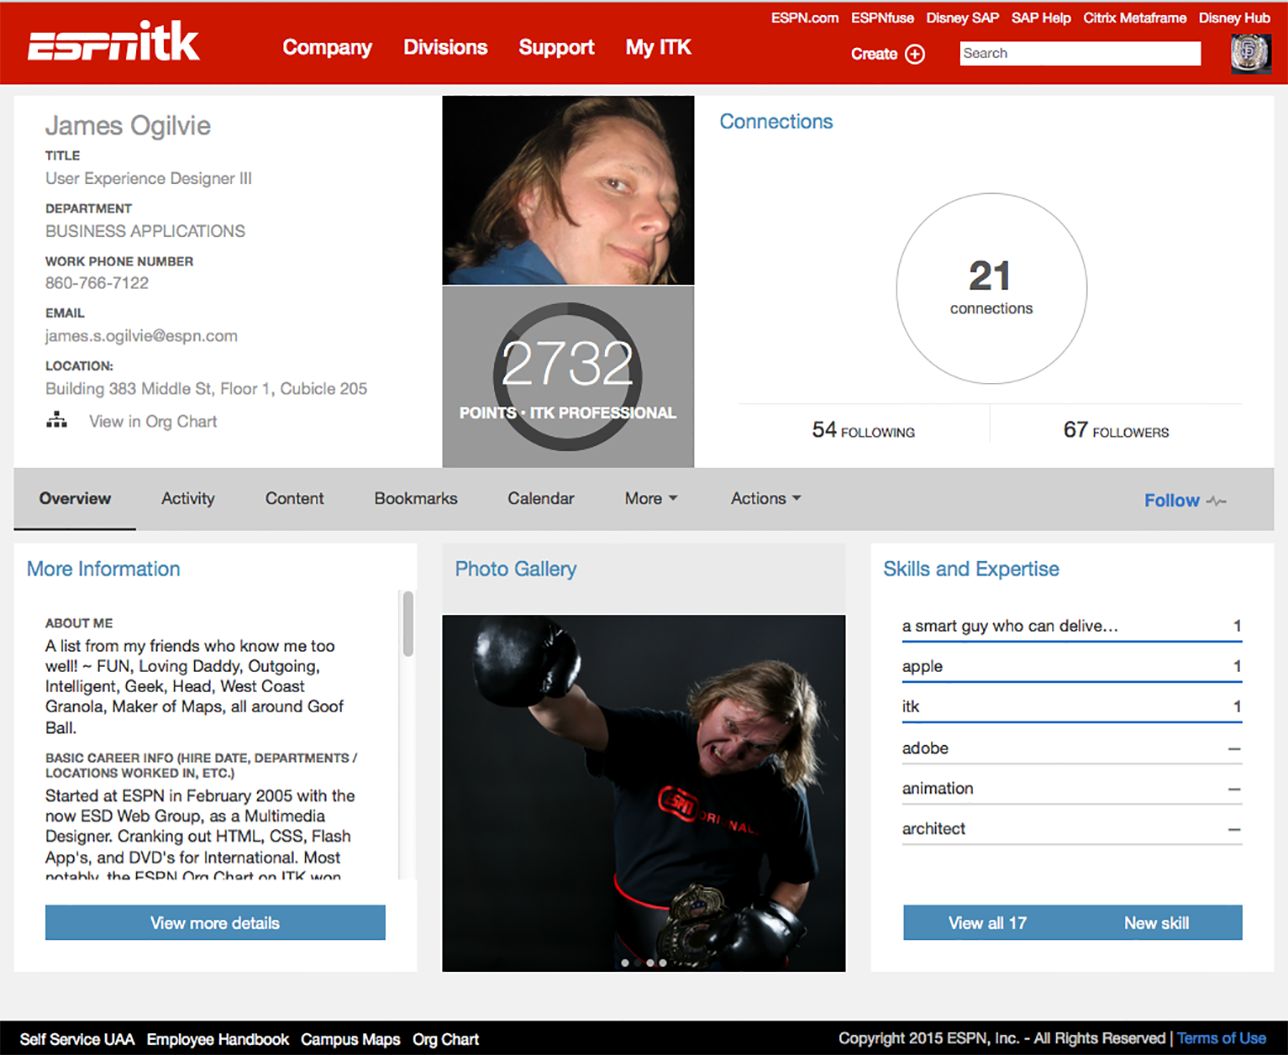 ESPN.com ESPNfuse Disney SAP SAP Help Citrix Metaframe Disney Hub
ESPNitk Company Divisions Support My ITK Create Search
James Ogilvie
TITLE
User Experience Designer III
DEPARTMENT
BUSINESS APPLICATIONS
WORK PHONE NUMBER
860-766-7122
EMAIL
james.s.ogilvie@espn.com
LOCATION:
Building 383 Middle St, Floor 1, Cubicle 205
View in Org Chart
2732
POINTS • ITK PROFESSIONAL
Connections
21
connections
54 FOLLOWING 67 FOLLOWERS
Overview Activity Content Bookmarks Calendar More Actions Follow
More Information
ABOUT ME
A list from my friends who know me too
well! ~ FUN, Loving Daddy, Outgoing,
Intelligent, Geek, Head, West Coast
Granola, Maker of Maps, all around Goof
Ball.
BASIC CAREER INFO (HIRE DATE, DEPARTMENTS /
LOCATIONS WORKED IN, ETC.)
Started at ESPN in February 2005 with the
now ESD Web Group, as a Multimedia
Designer. Cranking out HTML, CSS, Flash
App's, and DVD's for International. Most
notably, the ESPN Org Chart on ITK won
View more details
Photo Gallery
ESPN ORIGINAL
Skills and Expertise
a smart guy who can delive… 1
apple 1
itk 1
adobe –
animation –
architect –
View all 17 New skill
Self Service UAA Employee Handbook Campus Maps Org Chart
Copyright 2015 ESPN, Inc. - All Rights Reserved | Terms of Use